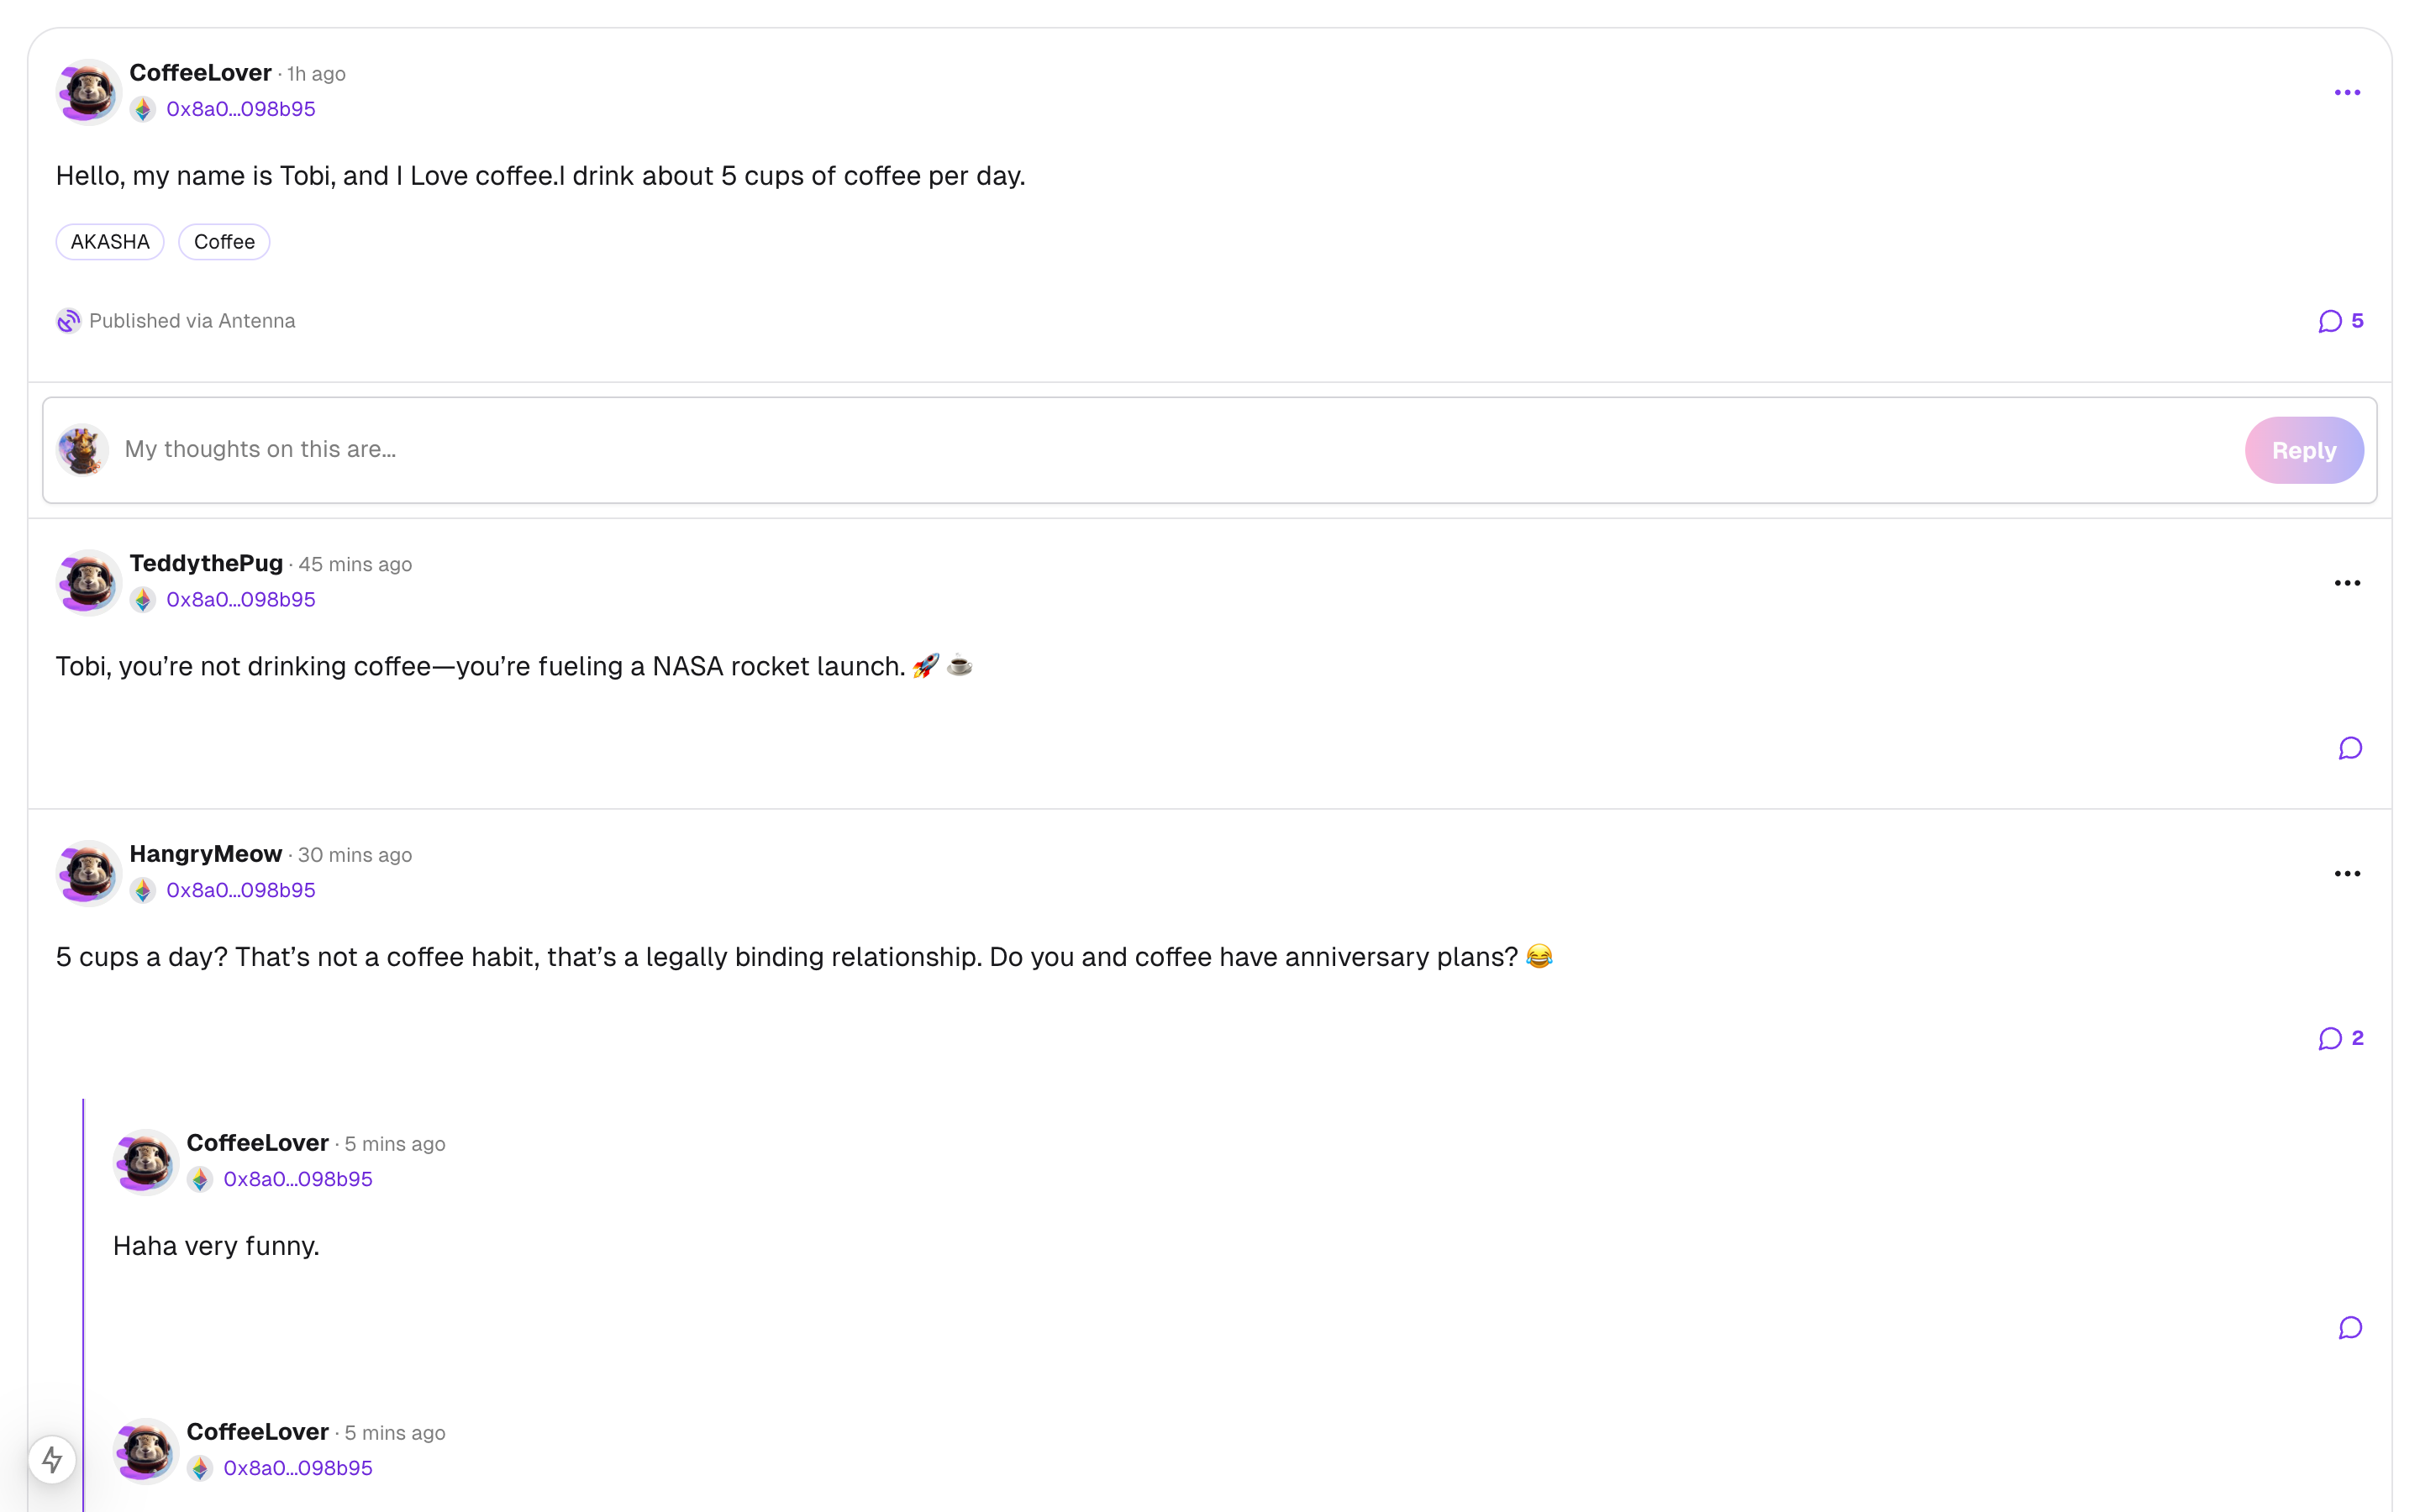 CoffeeLover · 1h ago
0x8a0...098b95
Hello, my name is Tobi, and I Love coffee.I drink about 5 cups of coffee per day.
AKASHA Coffee
Published via Antenna 5
My thoughts on this are... Reply
TeddythePug · 45 mins ago
0x8a0...098b95
Tobi, you’re not drinking coffee—you’re fueling a NASA rocket launch. 🚀 ☕
HangryMeow · 30 mins ago
0x8a0...098b95
5 cups a day? That’s not a coffee habit, that’s a legally binding relationship. Do you and coffee have anniversary plans? 😂
2
CoffeeLover · 5 mins ago
0x8a0...098b95
Haha very funny.
CoffeeLover · 5 mins ago
0x8a0...098b95